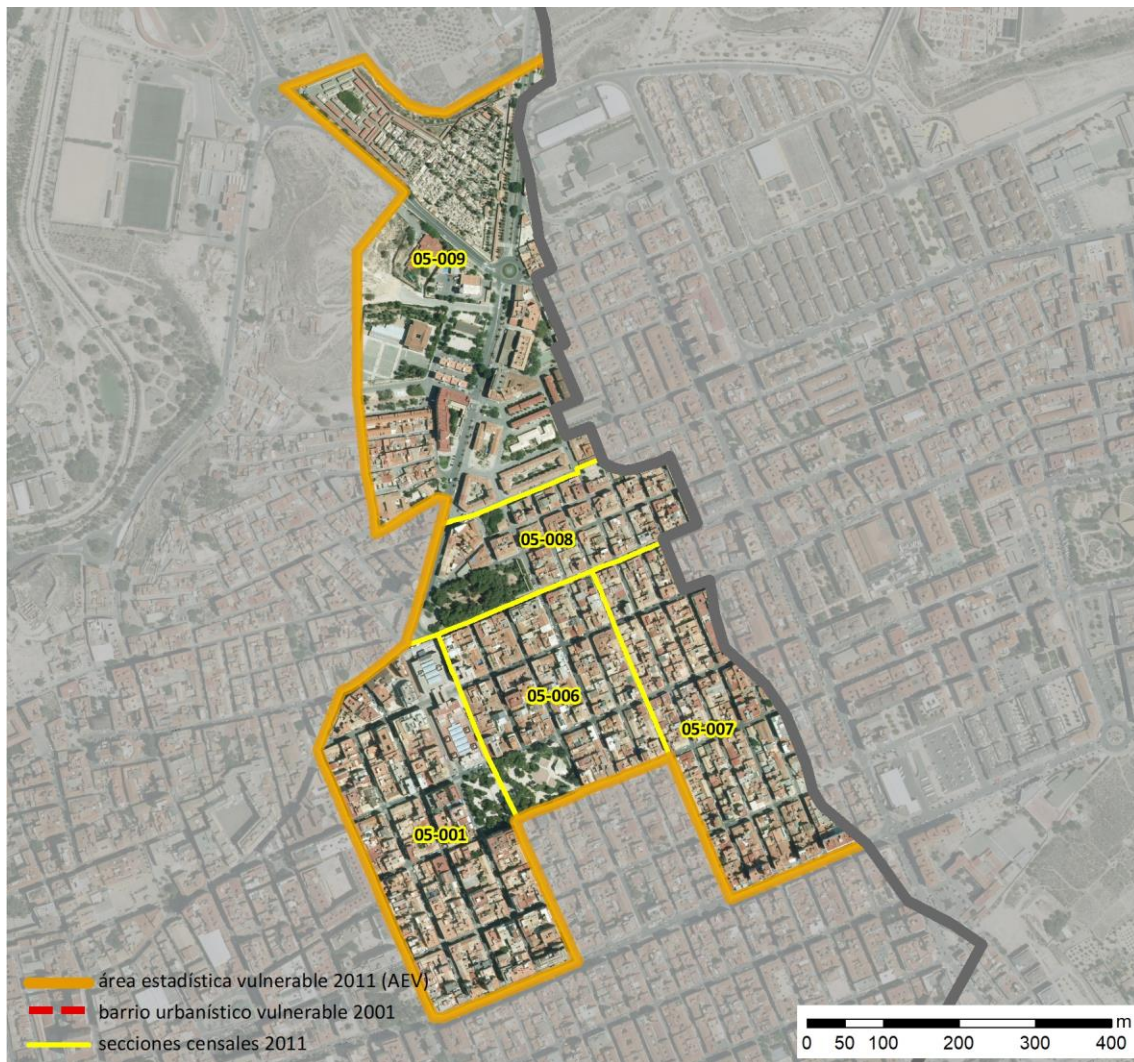 05-009
05-008
05-006
05-007
05-001
área estadística vulnerable 2011 (AEV)
barrio urbanístico vulnerable 2001
secciones censales 2011
m
0 50 100 200 300 400